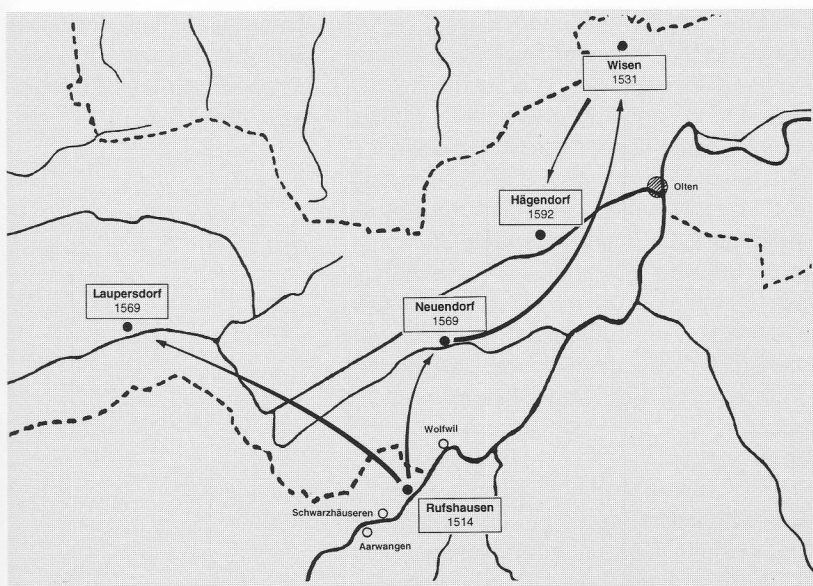 Wisen
1531
Olten
Hägendorf
1592
Laupersdorf
1569
Neuendorf
1569
Wolfwil
Rufshausen
1514
Schwarzhäuseren
Aarwangen